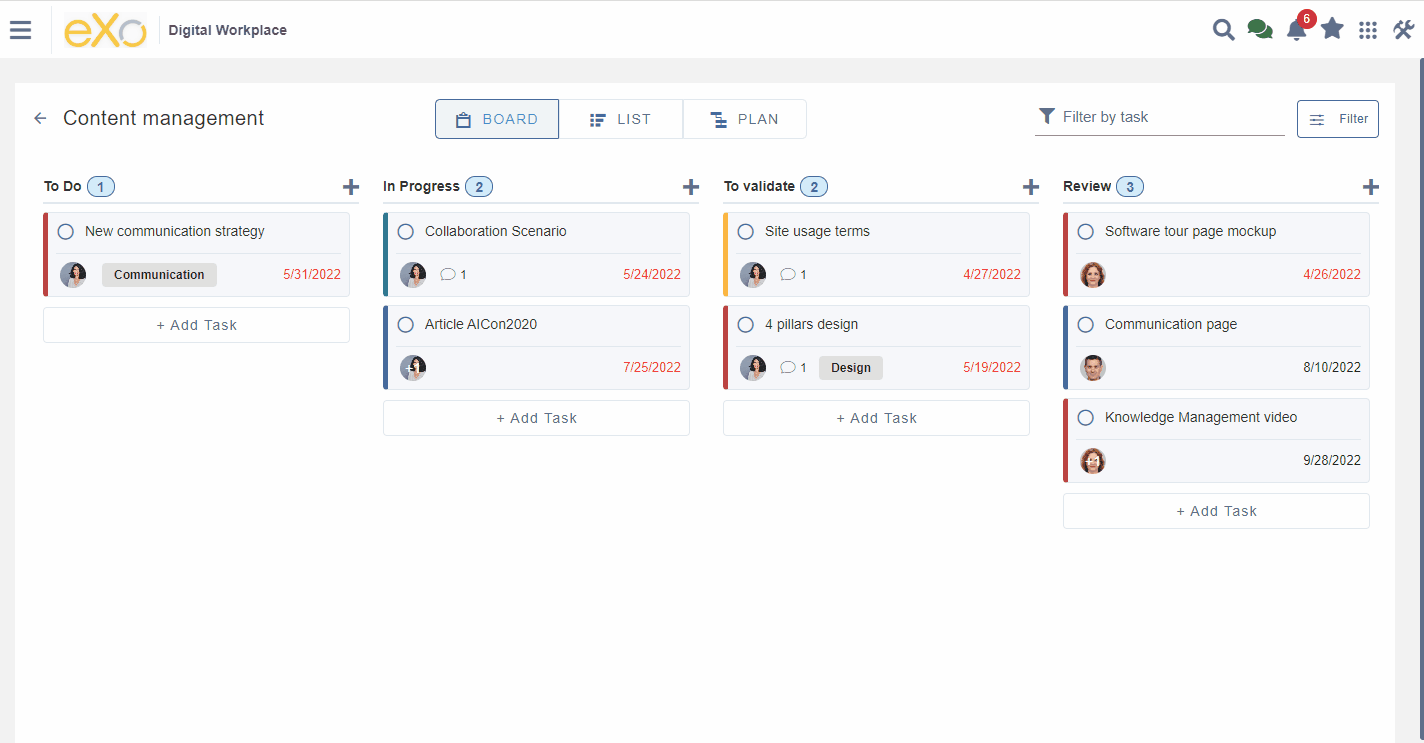 eXo
Digital Workplace
6
Content management
BOARD
LIST
PLAN
Filter by task
Filter
To Do 1
New communication strategy
Communication 5/31/2022
+ Add Task
In Progress 2
Collaboration Scenario
1 5/24/2022
Article AICon2020
+1 7/25/2022
+ Add Task
To validate 2
Site usage terms
1 4/27/2022
4 pillars design
1 Design 5/19/2022
+ Add Task
Review 3
Software tour page mockup
4/26/2022
Communication page
8/10/2022
Knowledge Management video
9/28/2022
+ Add Task